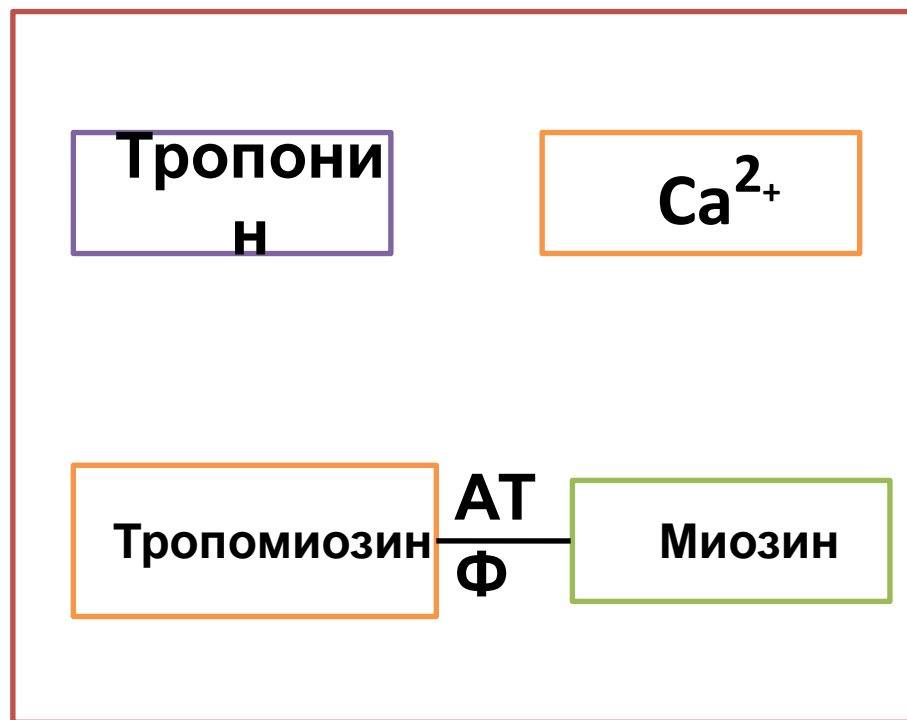 Тропони
н
Ca²⁺
Тропомиозин
АТ
Ф
Миозин